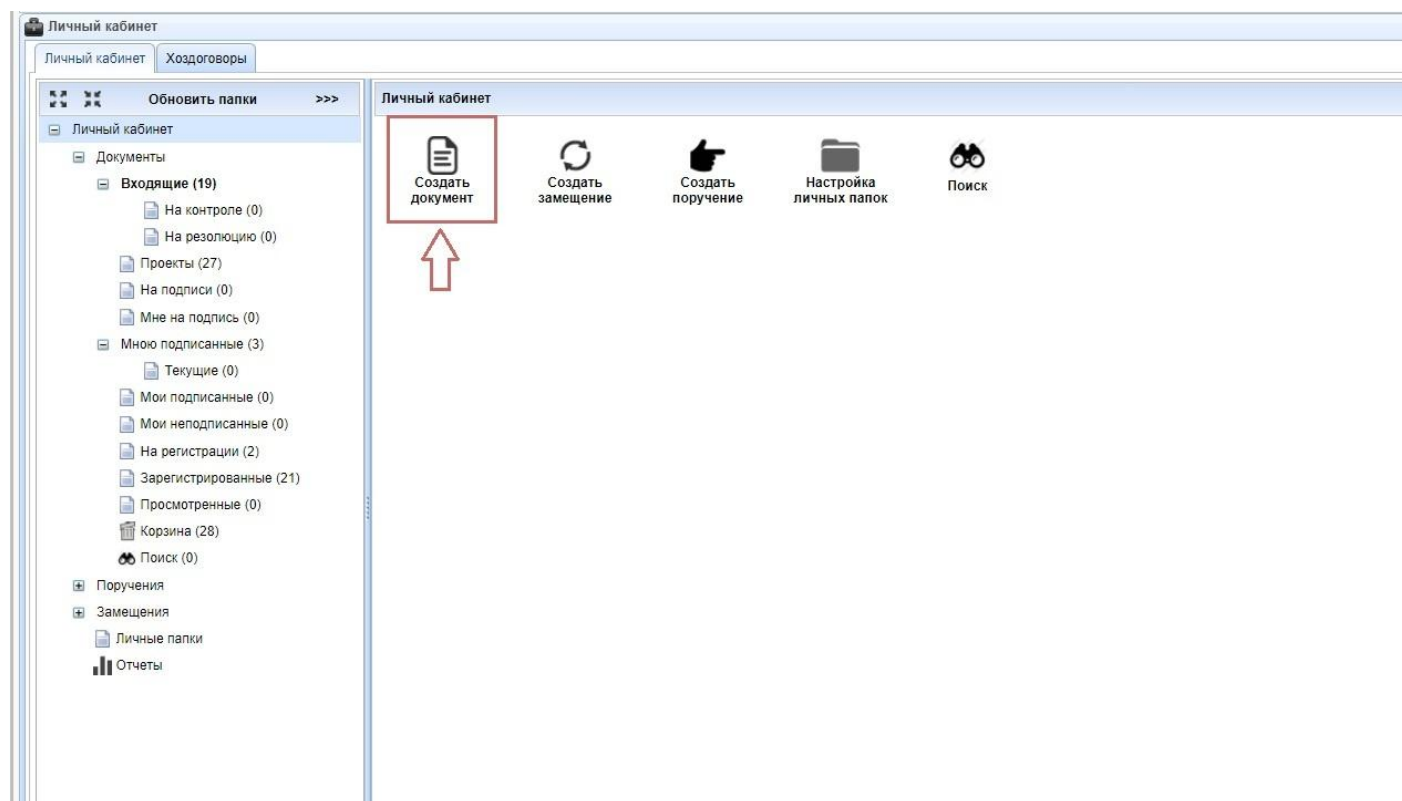 Личный кабинет
Личный кабинет Хоздоговоры
Обновить папки >>>
Личный кабинет
Документы
Входящие (19)
На контроле (0)
На резолюцию (0)
Проекты (27)
На подписи (0)
Мне на подпись (0)
Мною подписанные (3)
Текущие (0)
Мои подписанные (0)
Мои неподписанные (0)
На регистрации (2)
Зарегистрированные (21)
Просмотренные (0)
Корзина (28)
Поиск (0)
Поручения
Замещения
Личные папки
Отчеты
Личный кабинет
Создать
документ
Создать
замещение
Создать
поручение
Настройка
личных папок
Поиск